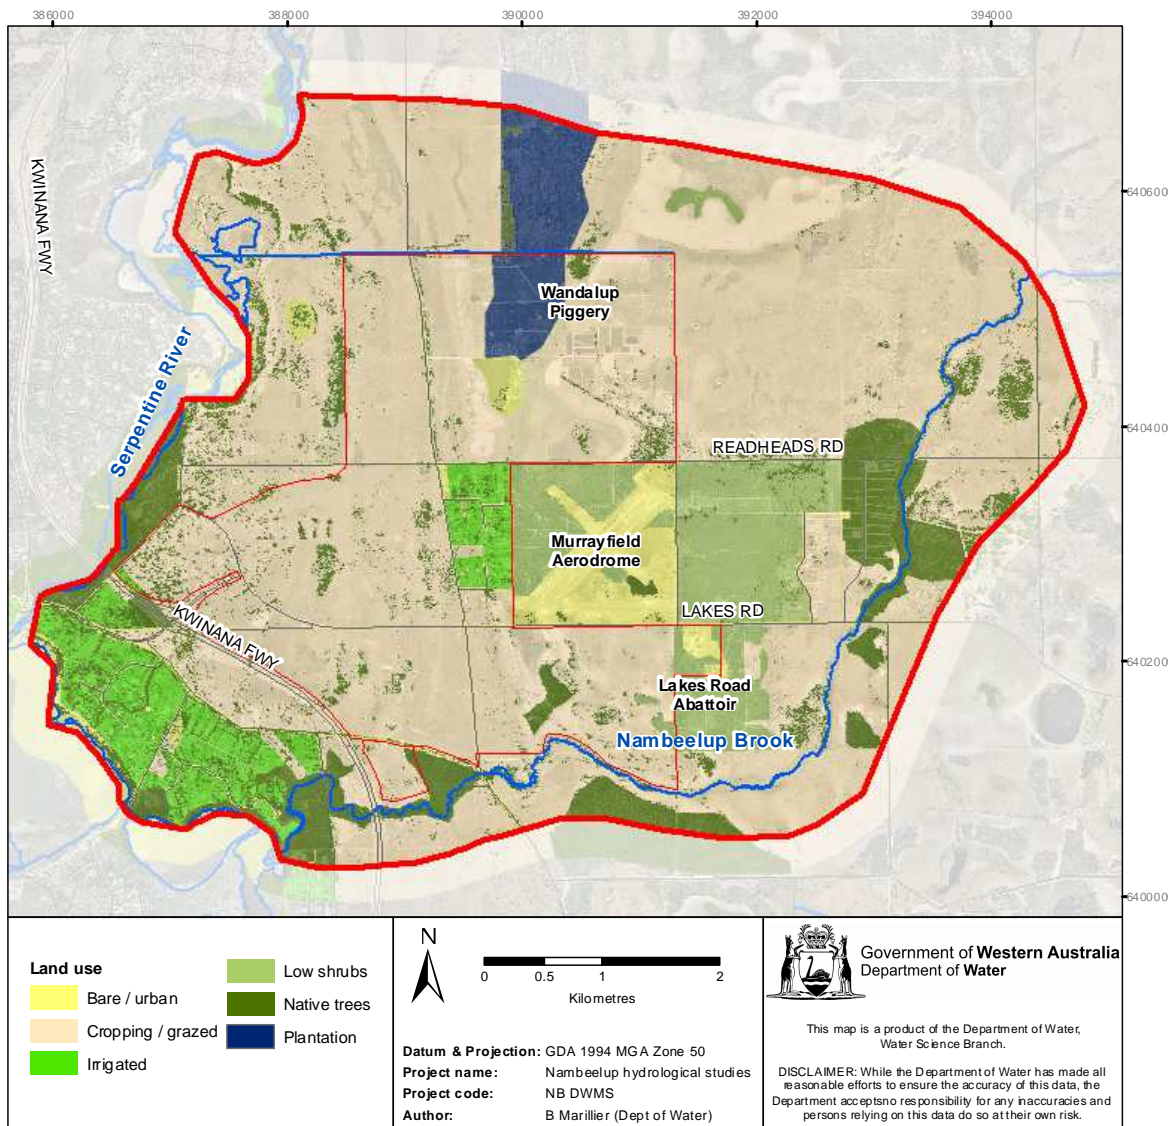 386000
388000
390000
392000
394000
640600
640400
640200
640000
KWINANA FWY
Serpentine River
Wandalup
Piggery
READHEADS RD
Murrayfield
Aerodrome
LAKES RD
KWINANA FWY
Lakes Road
Abattoir
Nambeelup Brook
Land use
Bare / urban
Cropping / grazed
Irrigated
Low shrubs
Native trees
Plantation
N
0 0.5 1 2
Kilometres
Datum & Projection: GDA 1994 MGA Zone 50
Project name: Nambeelup hydrological studies
Project code: NB DWMS
Author: B Marillier (Dept of Water)
Government of Western Australia
Department of Water
This map is a product of the Department of Water,
Water Science Branch.
DISCLAIMER: While the Department of Water has made all
reasonable efforts to ensure the accuracy of this data, the
Department acceptsno responsibility for any inaccuracies and
persons relying on this data do so at their own risk.